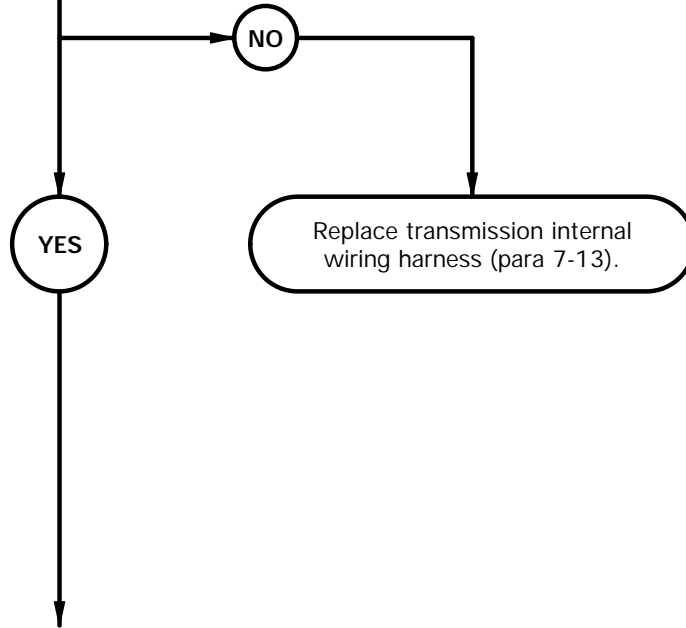 NO
YES
Replace transmission internal
wiring harness (para 7-13).